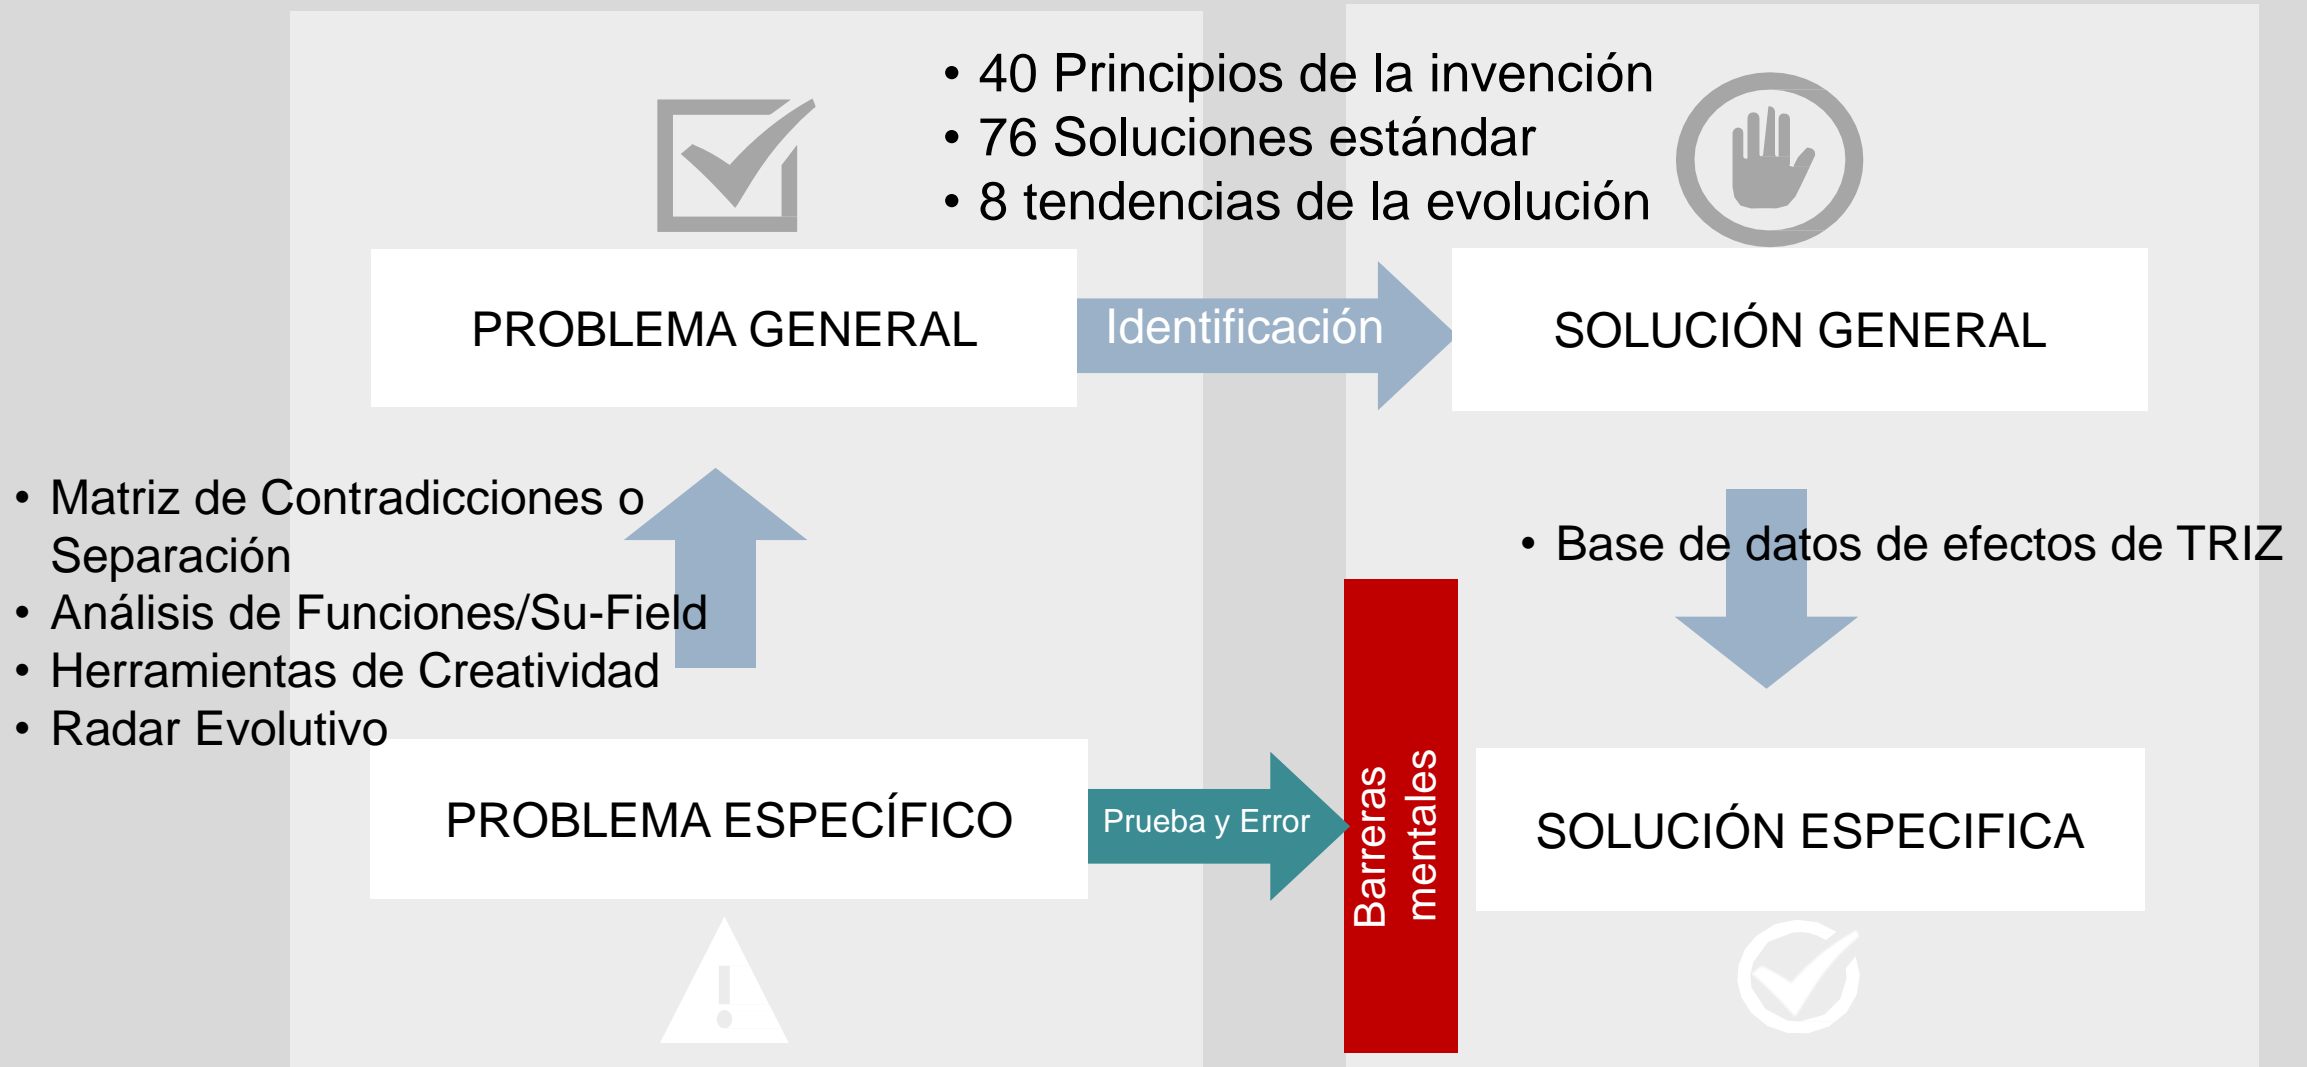 • 40 Principios de la invención
• 76 Soluciones estándar
• 8 tendencias de la evolución
PROBLEMA GENERAL
Identificación
SOLUCIÓN GENERAL
• Matriz de Contradicciones o
Separación
• Análisis de Funciones/Su-Field
• Herramientas de Creatividad
• Radar Evolutivo
• Base de datos de efectos de TRIZ
PROBLEMA ESPECÍFICO
Prueba y Error
Barreras
mentales
SOLUCIÓN ESPECIFICA